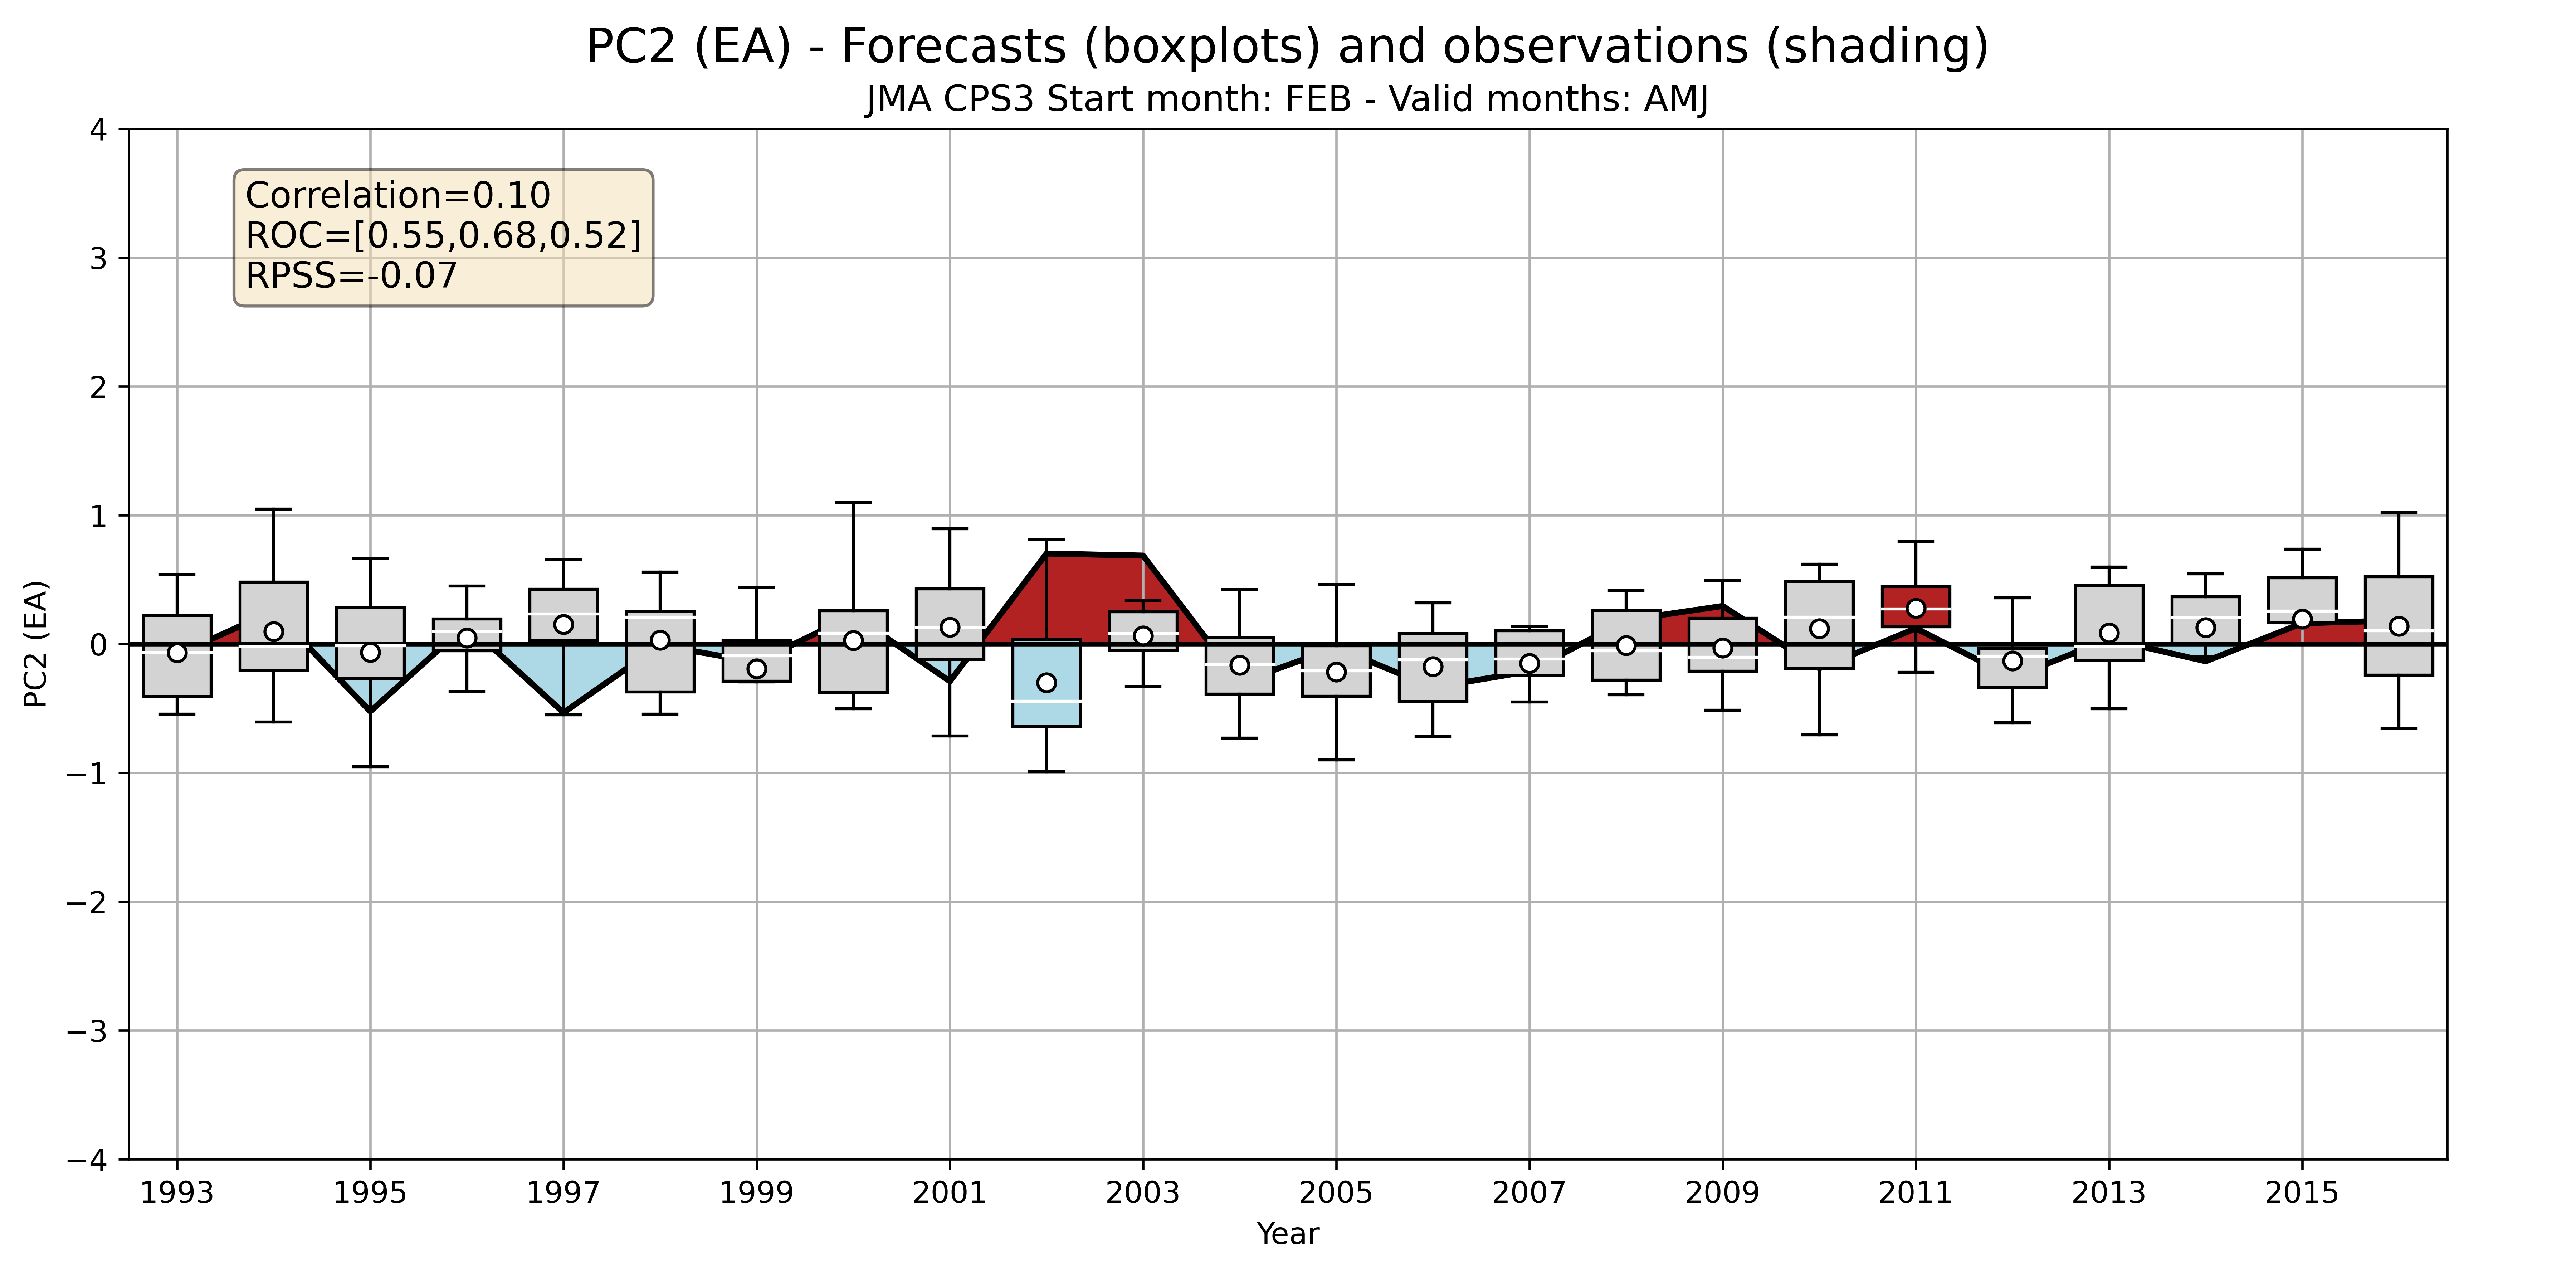 PC2 (EA) - Forecasts (boxplots) and observations (shading)
JMA CPS3 Start month: FEB - Valid months: AMJ
Correlation=0.10
ROC=[0.55,0.68,0.52]
RPSS=-0.07
PC2 (EA)
4
3
2
1
0
−1
−2
−3
−4
1993 1995 1997 1999 2001 2003 2005 2007 2009 2011 2013 2015
Year